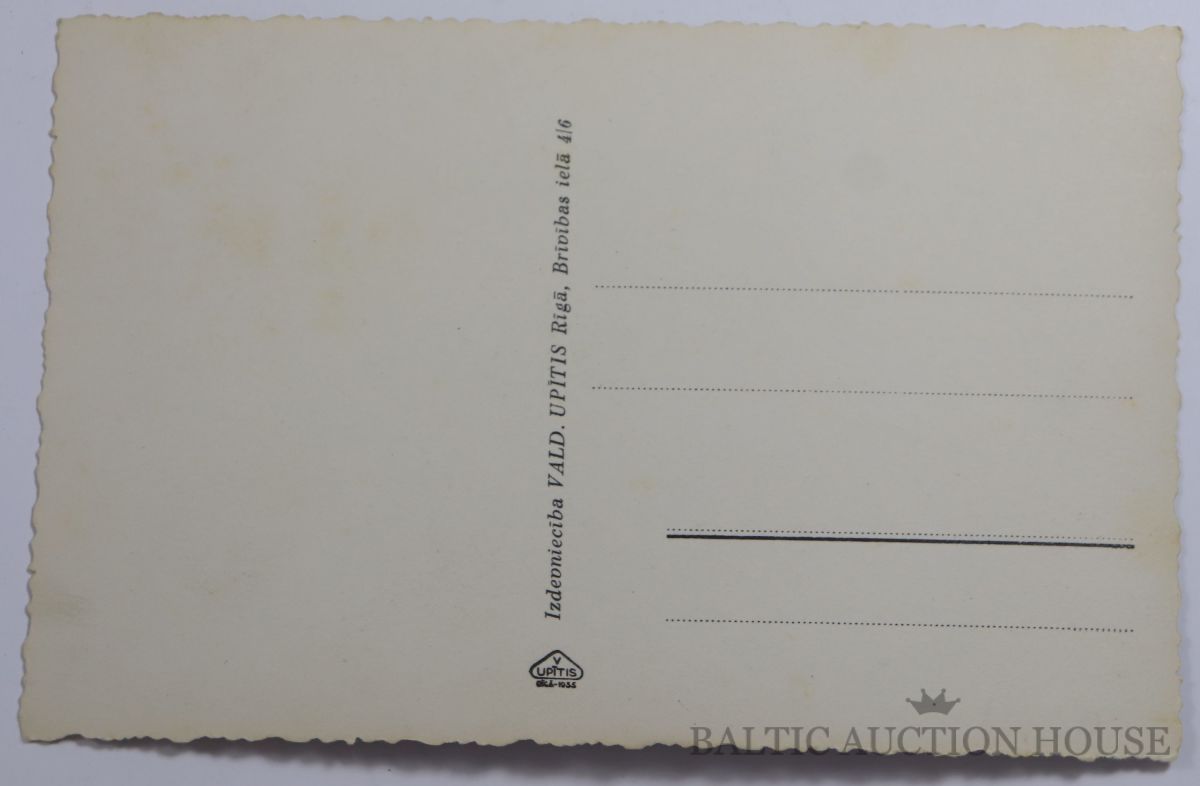 Izdevniecība VALD. UPĪTIS Rīgā, Brīvības ielā 4/6
V
UPĪTIS
BALTIC AUCTION HOUSE